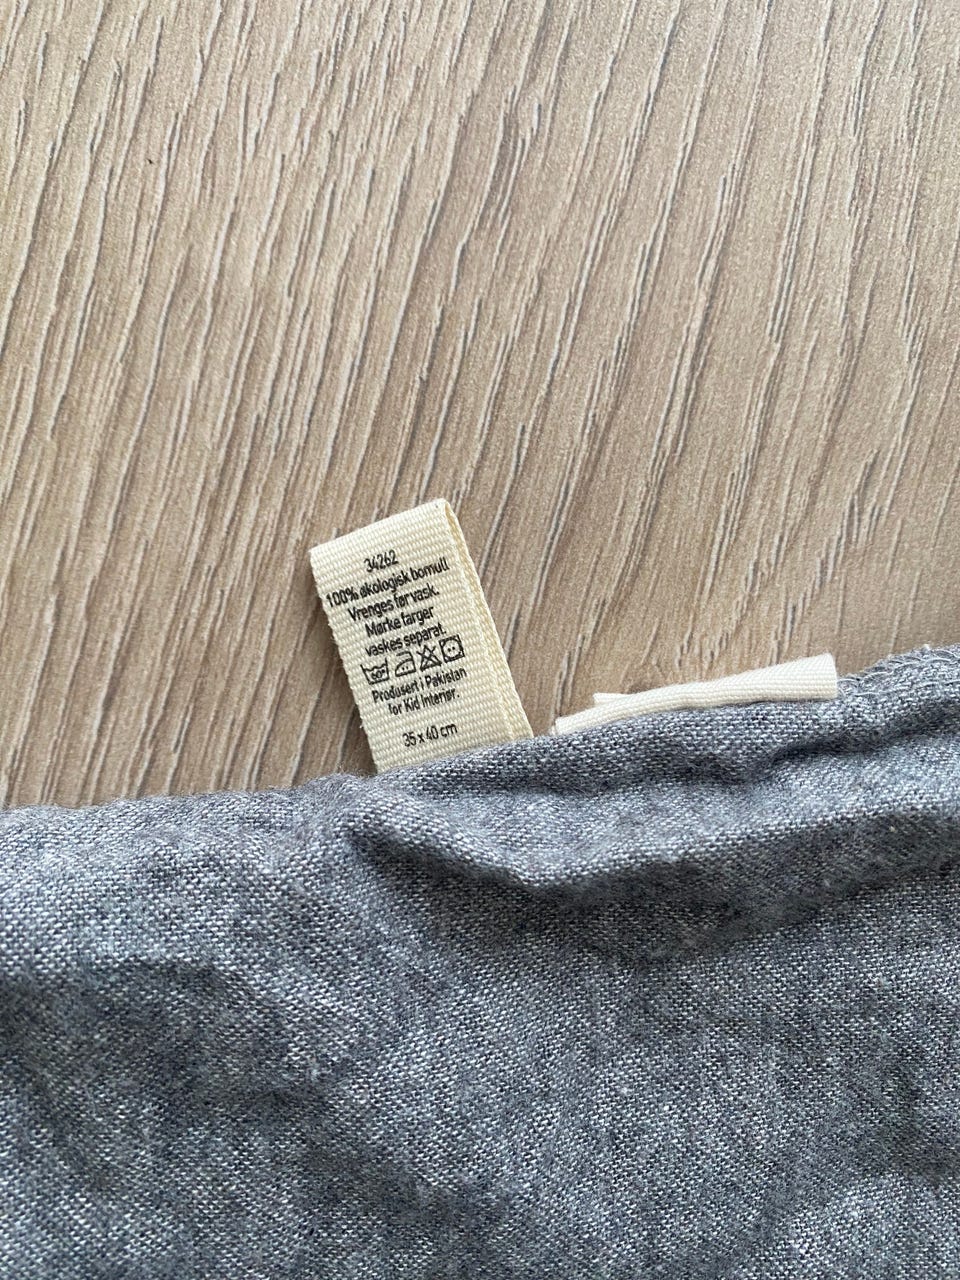 34262
100% økologisk bomull
Vrenges før vask.
Mørke farger
vaskes separat.
60°
Produsert i Pakistan
for Kid Interiør.
35 x 40 cm